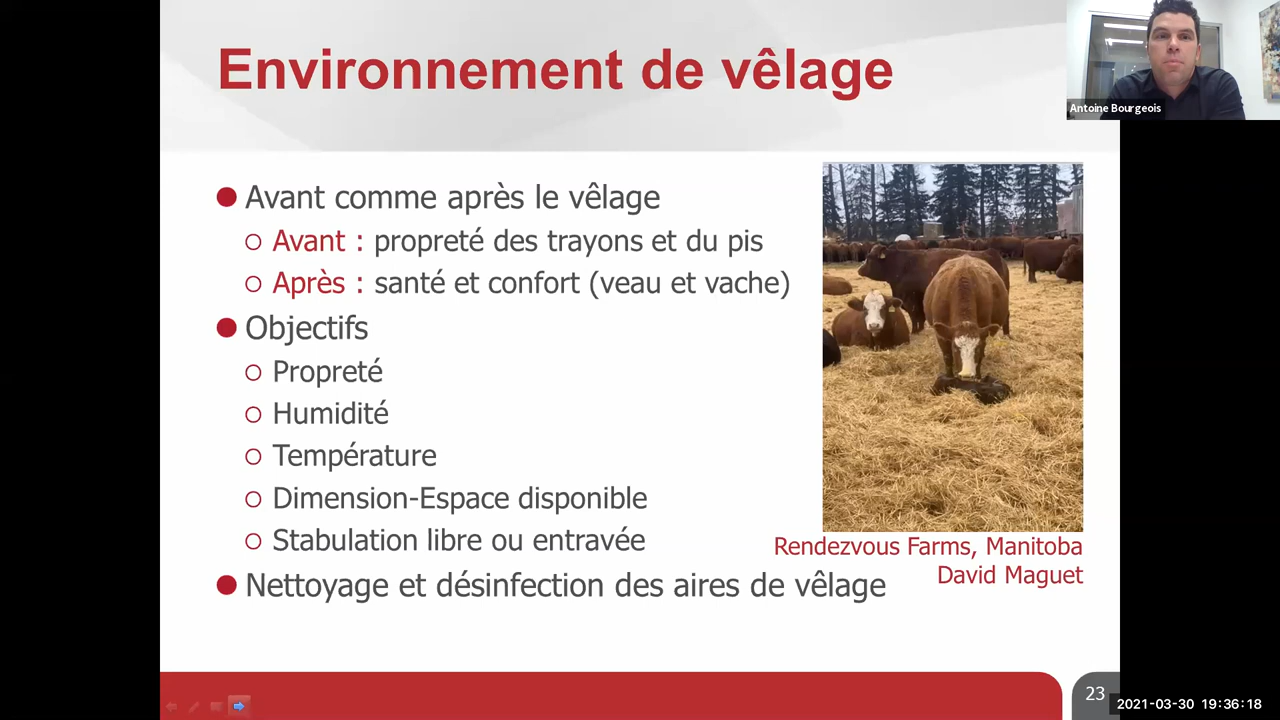 Environnement de vêlage
Antoine Bourgeois
Avant comme après le vêlage
Avant : propreté des trayons et du pis
Après : santé et confort (veau et vache)
Objectifs
Propreté
Humidité
Température
Dimension-Espace disponible
Stabulation libre ou entravée
Rendezvous Farms, Manitoba
David Maguet
Nettoyage et désinfection des aires de vêlage
23
2021-03-30 19:36:18